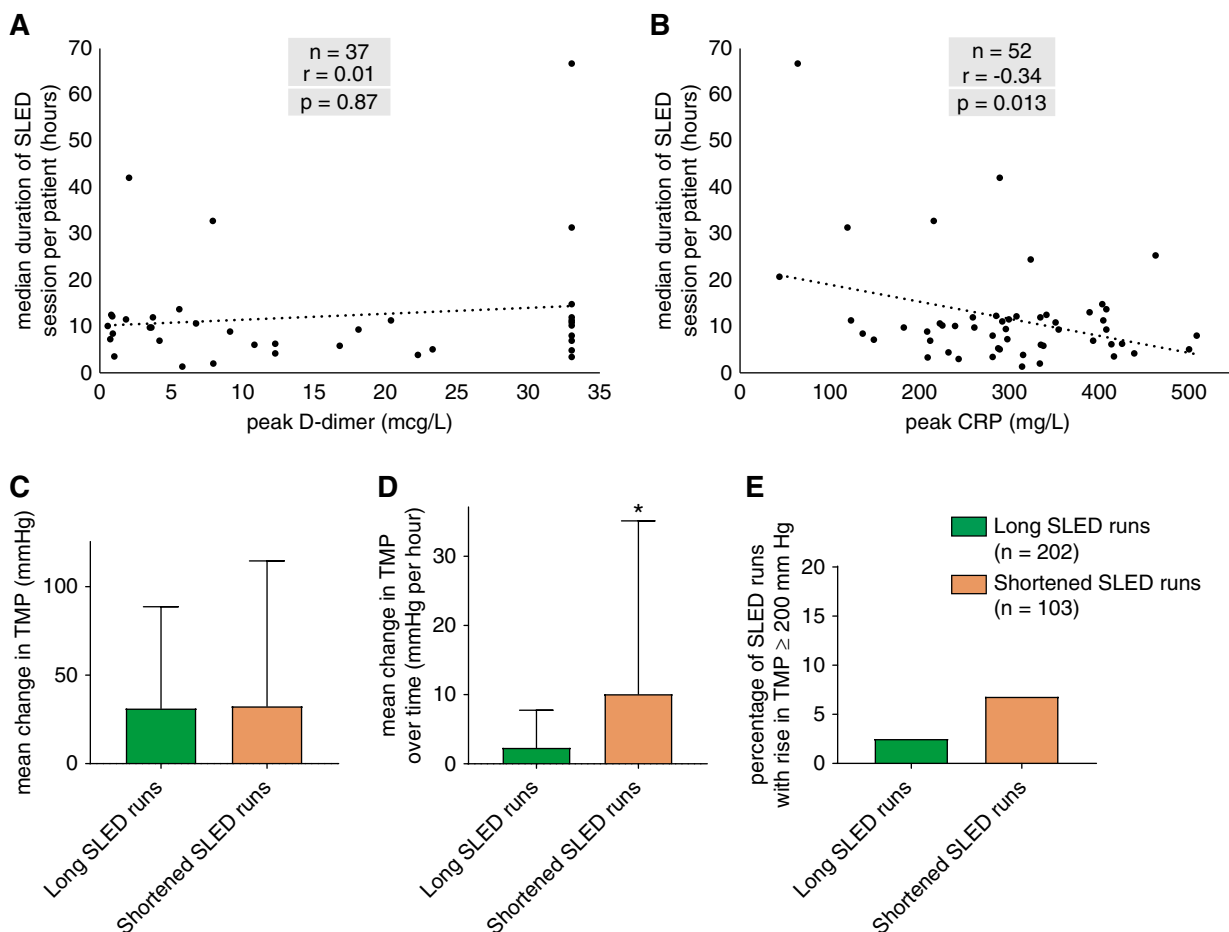 A
median duration of SLED
session per patient (hours)
70
60
50
40
30
20
10
0
n = 37
r = 0.01
p = 0.87
0 5 10 15 20 25 30 35
peak D-dimer (mcg/L)
B
median duration of SLED
session per patient (hours)
70
60
50
40
30
20
10
0
n = 52
r = -0.34
p = 0.013
0 100 200 300 400 500
peak CRP (mg/L)
C
mean change in TMP (mmHg)
100
50
0
Long SLED runs
Shortened SLED runs
D
mean change in TMP
over time (mmHg per hour)
30
20
10
0
*
Long SLED runs
Shortened SLED runs
E
percentage of SLED runs
with rise in TMP ≥ 200 mm Hg
20
15
10
5
0
Long SLED runs
Shortened SLED runs
Long SLED runs
(n = 202)
Shortened SLED runs
(n = 103)